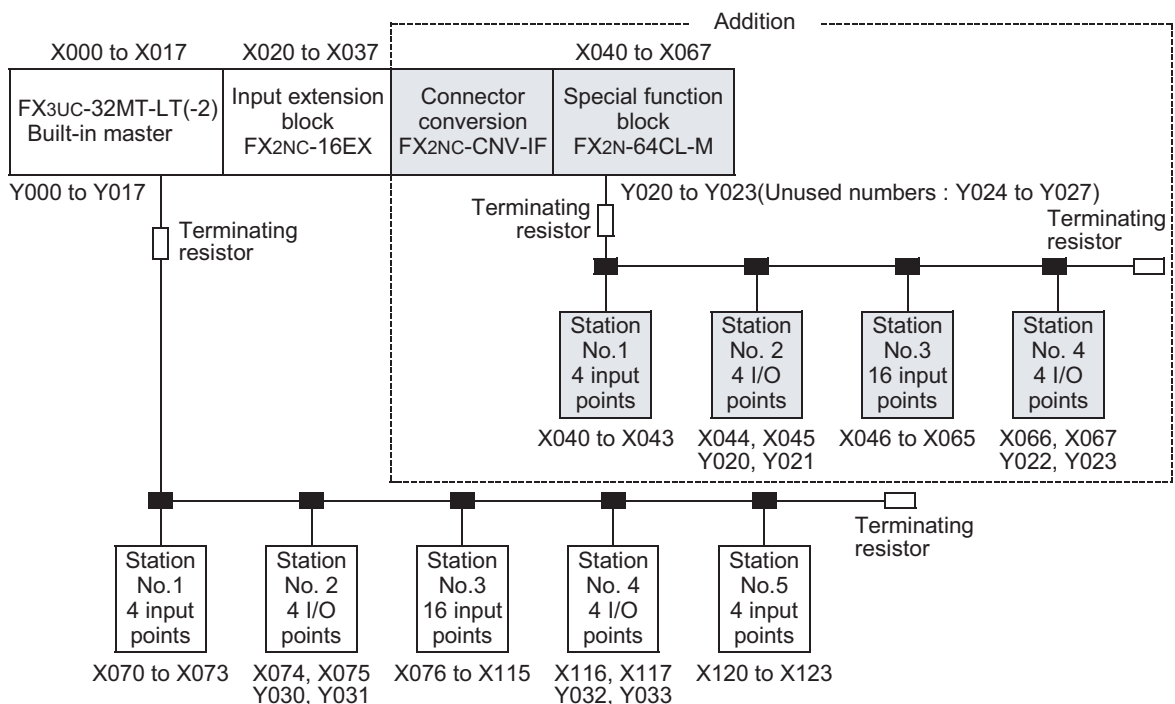 Addition
X000 to X017
X020 to X037
X040 to X067
FX3UC-32MT-LT(-2)
Built-in master
Input extension
block
FX2NC-16EX
Connector
conversion
FX2NC-CNV-IF
Special function
block
FX2N-64CL-M
Y000 to Y017
Y020 to Y023(Unused numbers : Y024 to Y027)
Terminating
resistor
Terminating
resistor
Terminating
resistor
Station
No.1
4 input
points
Station
No. 2
4 I/O
points
Station
No.3
16 input
points
Station
No. 4
4 I/O
points
X040 to X043
X044, X045
Y020, Y021
X046 to X065
X066, X067
Y022, Y023
Terminating
resistor
Station
No.1
4 input
points
Station
No. 2
4 I/O
points
Station
No.3
16 input
points
Station
No. 4
4 I/O
points
Station
No.5
4 input
points
X070 to X073
X074, X075
Y030, Y031
X076 to X115
X116, X117
Y032, Y033
X120 to X123